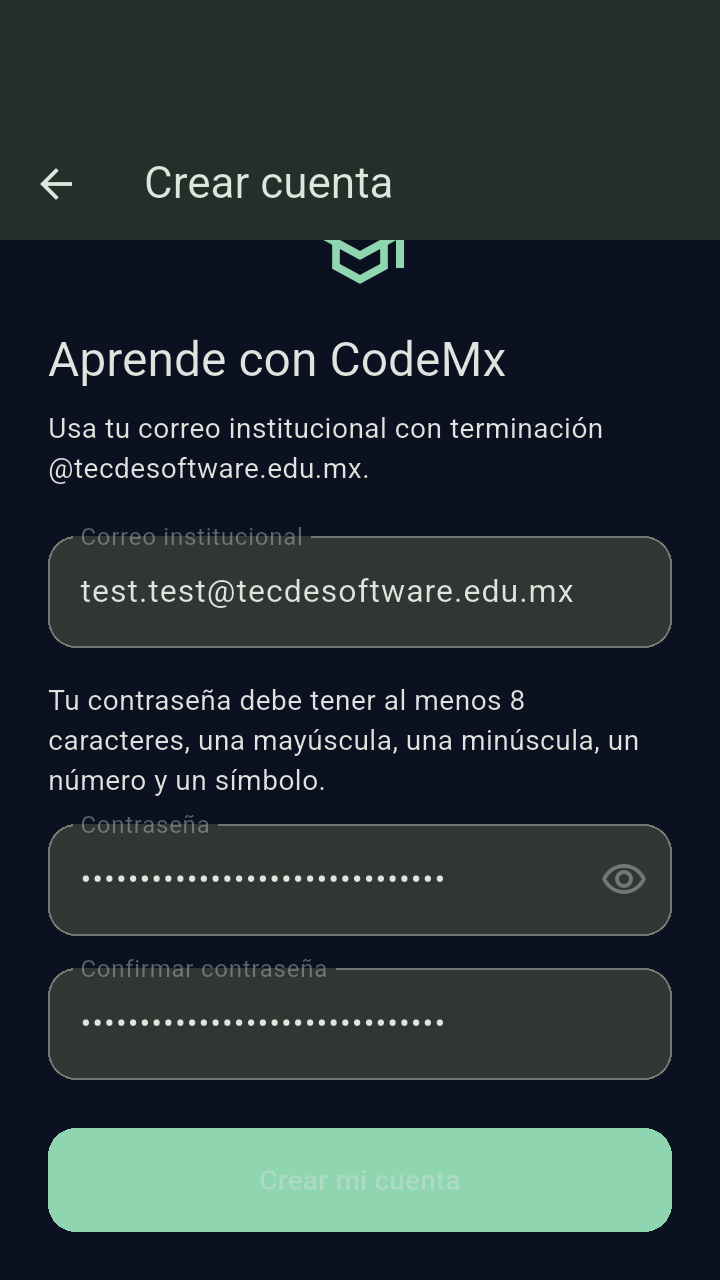 Crear cuenta
Aprende con CodeMx
Usa tu correo institucional con terminación
@tecdesoftware.edu.mx.
Correo institucional
test.test@tecdesoftware.edu.mx
Tu contraseña debe tener al menos 8
caracteres, una mayúscula, una minúscula, un
número y un símbolo.
Contraseña
•••••••••••••••••••••••••••••••
Confirmar contraseña
•••••••••••••••••••••••••••••••
Crear mi cuenta